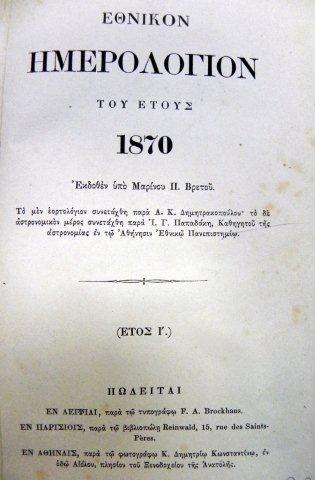 ΕΘΝΙΚΟΝ
ΗΜΕΡΟΛΟΓΙΟΝ
ΤΟΥ ΕΤΟΥΣ
1870
Ἐκδοθὲν ὑπὸ Μαρίνου Π. Βρετοῦ.
Τὸ μὲν ἑορτολόγιον συνετάχθη παρὰ Α. Κ. Δημητρακοπούλου· τὸ δὲ
ἀστρονομικὸν μέρος συνετάχθη παρὰ Ἰ. Γ. Παπαδάκη, Καθηγητοῦ τῆς
ἀστρονομίας ἐν τῷ Ἀθήνησιν Ἐθνικῷ Πανεπιστημίῳ.
(ΕΤΟΣ Ι΄.)
ΠΩΛΕΙΤΑΙ
ΕΝ ΛΕΙΨΙΑΙ, παρὰ τῷ τυπογράφῳ F. A. Brockhaus.
ΕΝ ΠΑΡΙΣΙΟΙΣ, παρὰ τῷ βιβλιοπώλῃ Reinwald, 15, rue des Saints-
Pères.
ΕΝ ΑΘΗΝΑΙΣ, παρὰ τῷ φωτογράφῳ Κ. Δημητρίῳ Κωνσταντίνῳ, ἐν
ὁδῷ Αἰόλου, πλησίον τοῦ Ξενοδοχείου τῆς Ἀνατολῆς.